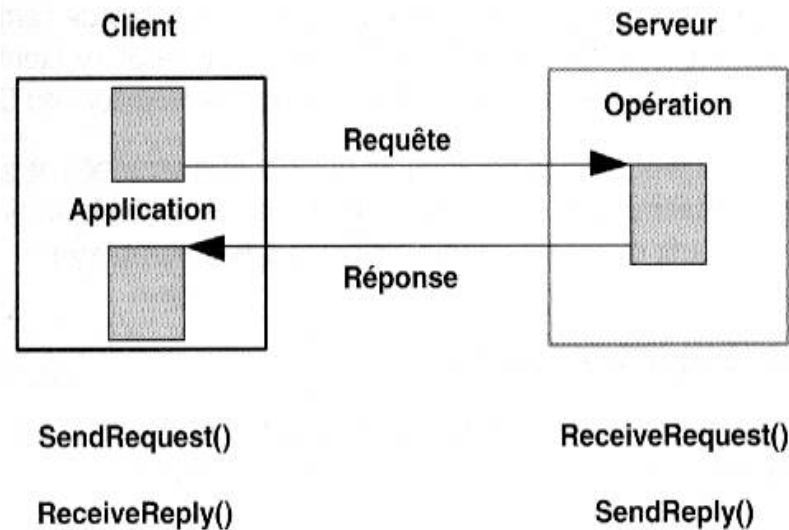 Client
Serveur
Opération
Requête
Application
Réponse
SendRequest()
ReceiveRequest()
ReceiveReply()
SendReply()